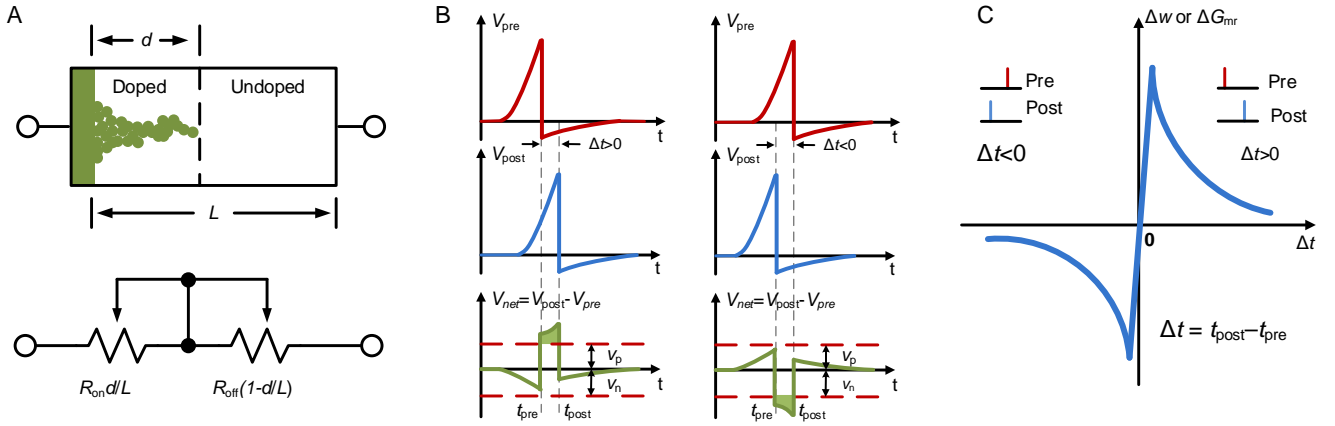 A
d
Doped
Undoped
L
R_on d/L
R_off(1-d/L)
B
V_pre
t
Δt>0
V_post
t
V_net=V_post-V_pre
v_p
t
v_n
t_pre
t_post
V_pre
t
Δt<0
V_post
t
V_net=V_post-V_pre
v_p
t
v_n
t_pre
t_post
C
Δw or ΔG_mr
Pre
Post
Δt<0
Pre
Post
Δt>0
0
Δt
Δt = t_post−t_pre